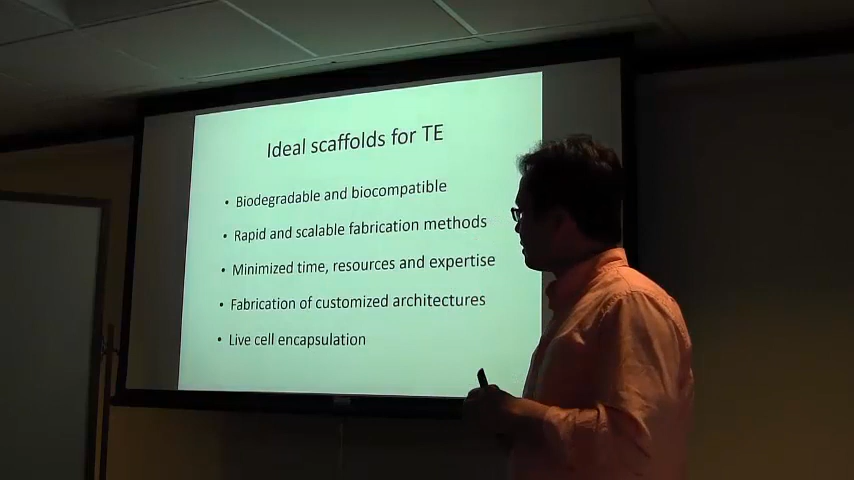 Ideal scaffolds for TE
• Biodegradable and biocompatible
• Rapid and scalable fabrication methods
• Minimized time, resources and expertise
• Fabrication of customized architectures
• Live cell encapsulation